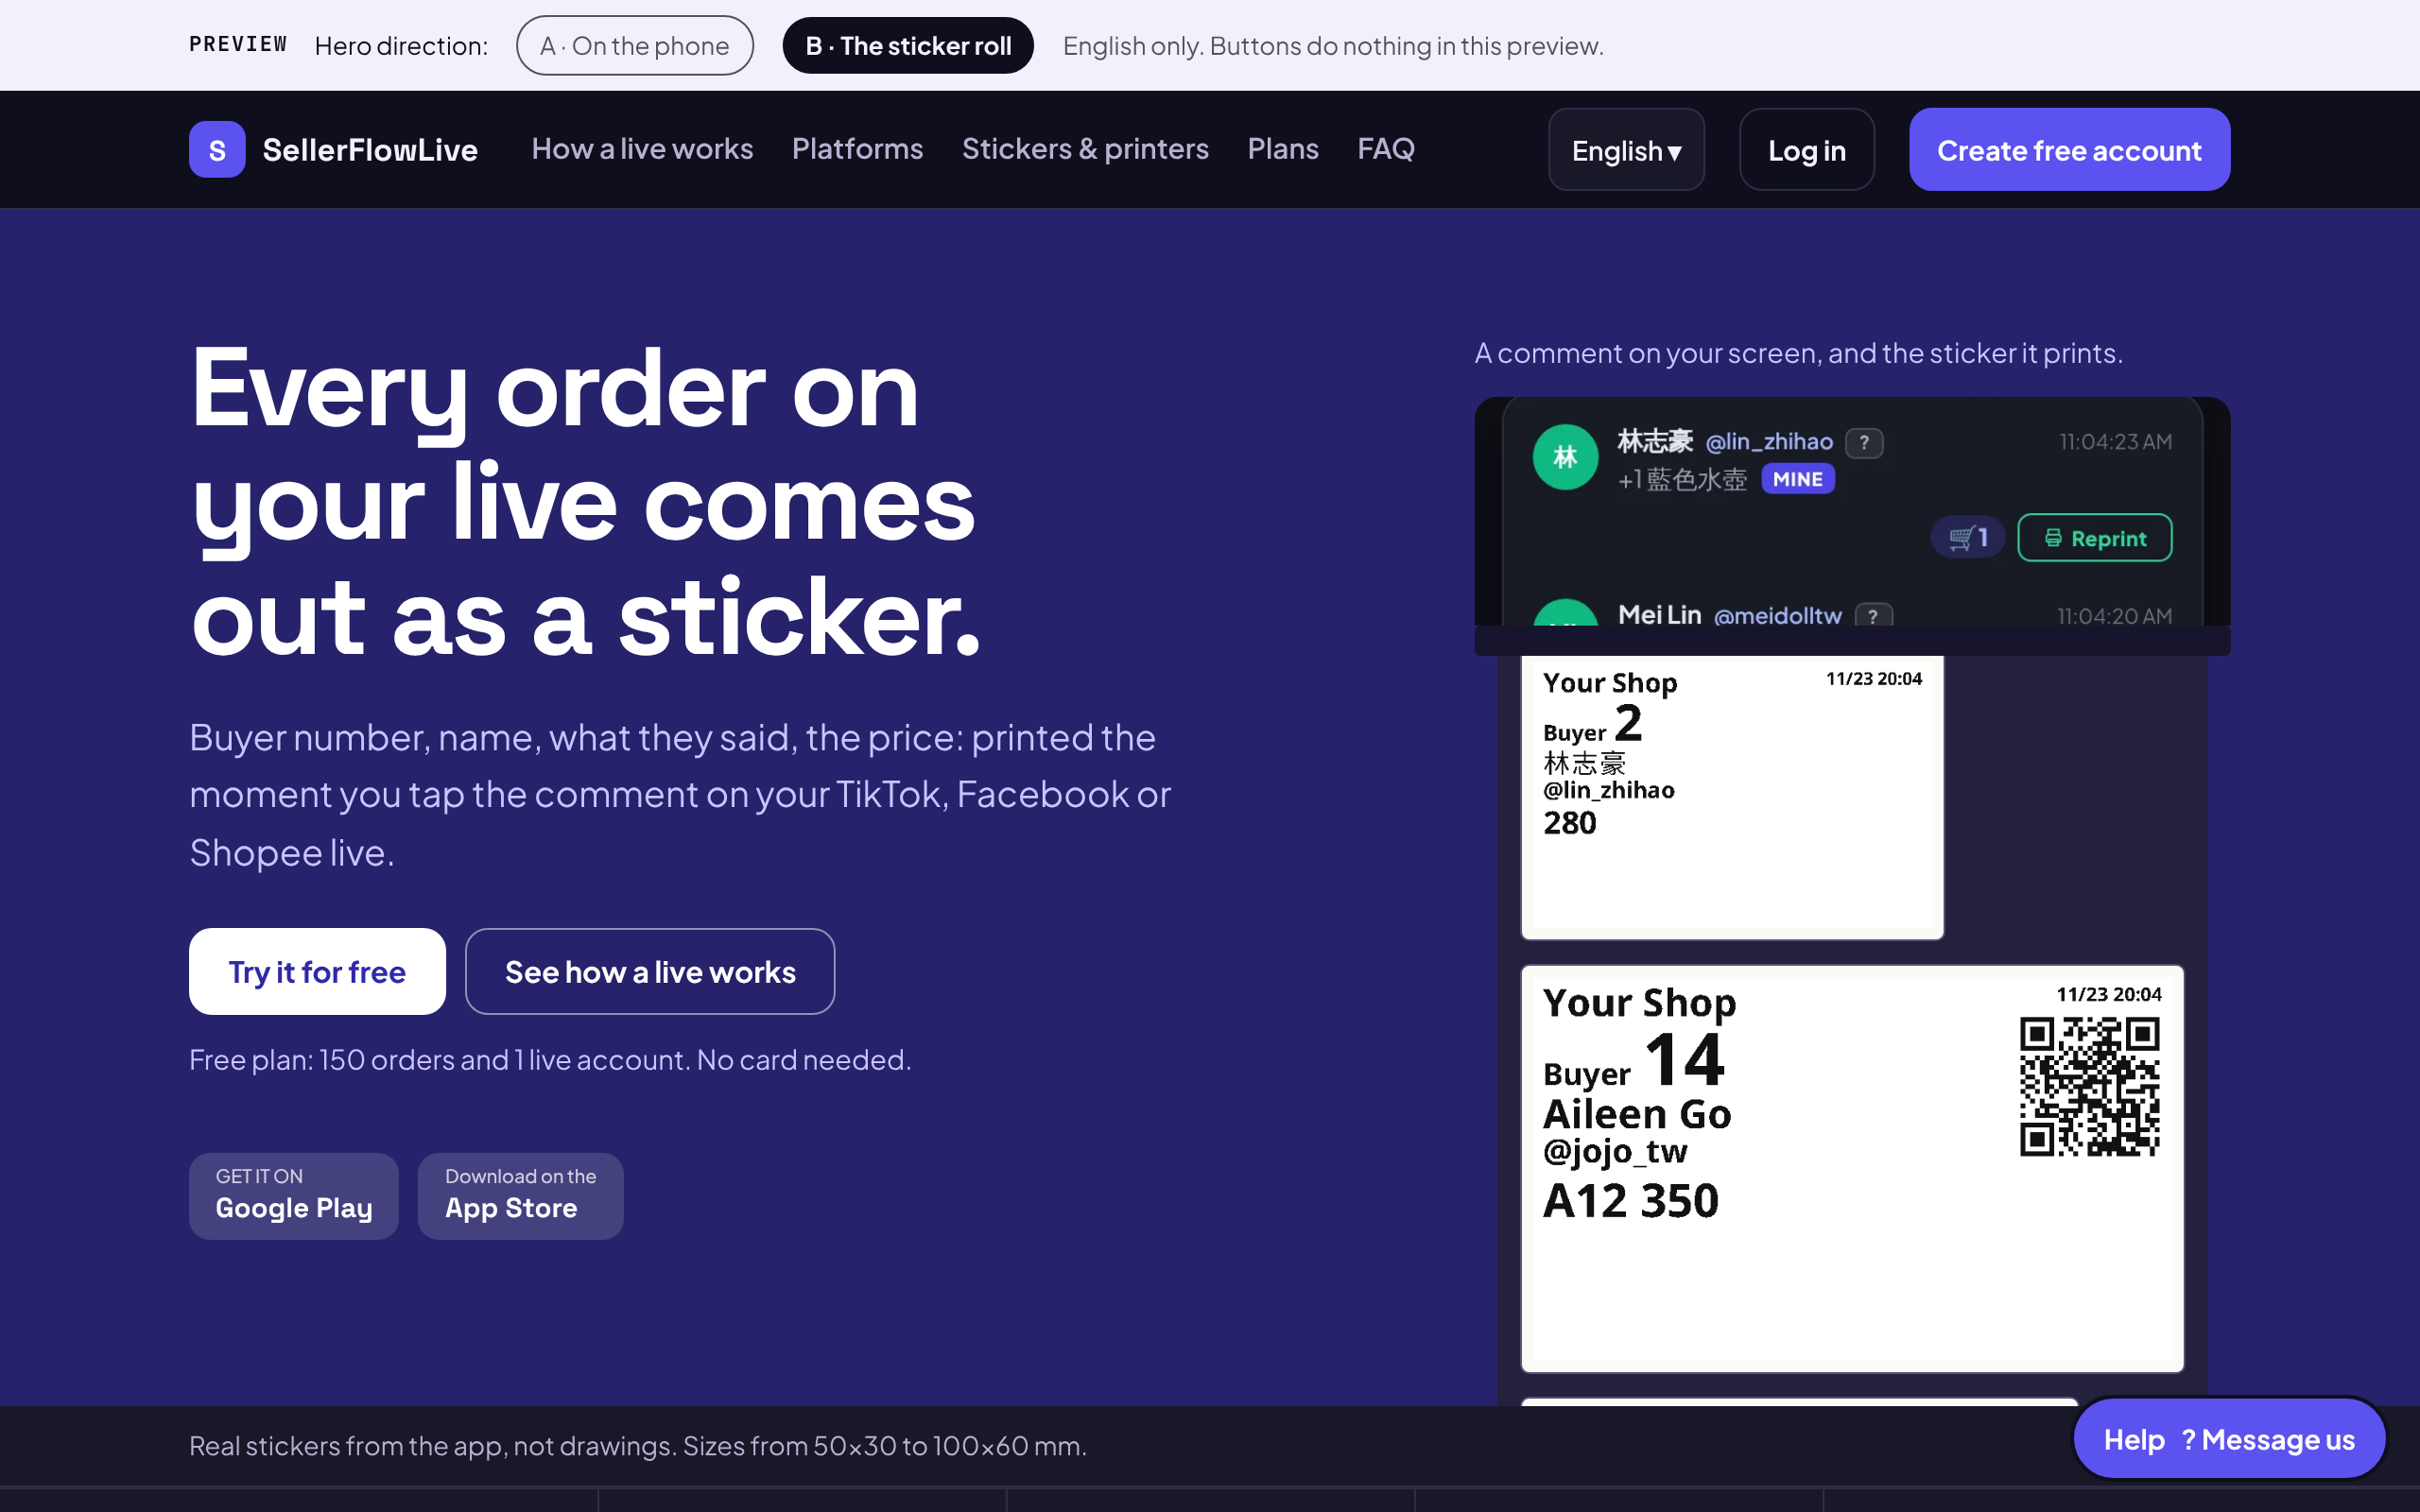 PREVIEW Hero direction: A · On the phone B · The sticker roll English only. Buttons do nothing in this preview.
S SellerFlowLive How a live works Platforms Stickers & printers Plans FAQ English ▾ Log in Create free account
Every order on
your live comes
out as a sticker.
Buyer number, name, what they said, the price: printed the
moment you tap the comment on your TikTok, Facebook or
Shopee live.
Try it for free See how a live works
Free plan: 150 orders and 1 live account. No card needed.
GET IT ON
Google Play
Download on the
App Store
A comment on your screen, and the sticker it prints.
林 林志豪 @lin_zhihao ? 11:04:23 AM
+1 藍色水壺 MINE
🛒1 Reprint
Mei Lin @meidolltw ? 11:04:20 AM
Your Shop 11/23 20:04
Buyer 2
林志豪
@lin_zhihao
280
Your Shop 11/23 20:04
Buyer 14
Aileen Go
@jojo_tw
A12 350
Real stickers from the app, not drawings. Sizes from 50×30 to 100×60 mm.
Help ? Message us